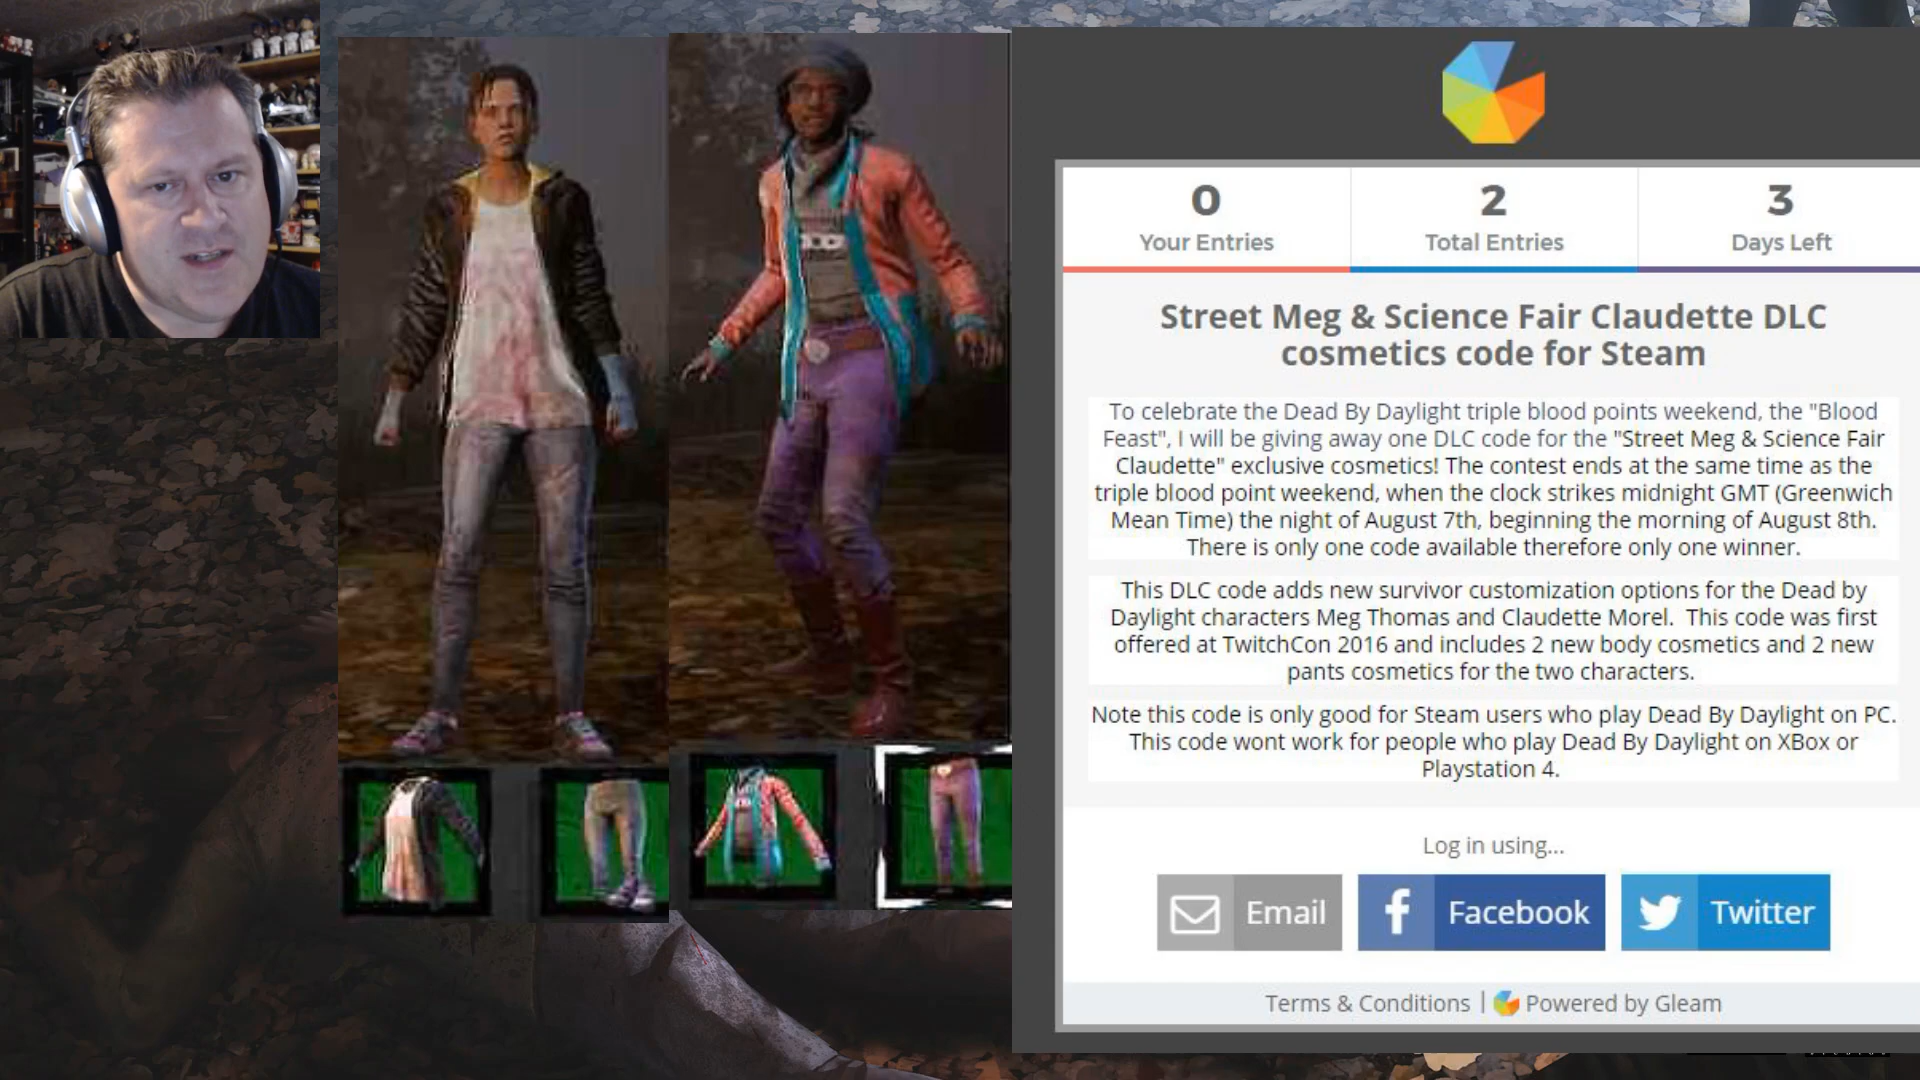 0
Your Entries
2
Total Entries
3
Days Left
Street Meg & Science Fair Claudette DLC
cosmetics code for Steam
To celebrate the Dead By Daylight triple blood points weekend, the "Blood
Feast", I will be giving away one DLC code for the "Street Meg & Science Fair
Claudette" exclusive cosmetics! The contest ends at the same time as the
triple blood point weekend, when the clock strikes midnight GMT (Greenwich
Mean Time) the night of August 7th, beginning the morning of August 8th.
There is only one code available therefore only one winner.
This DLC code adds new survivor customization options for the Dead by
Daylight characters Meg Thomas and Claudette Morel. This code was first
offered at TwitchCon 2016 and includes 2 new body cosmetics and 2 new
pants cosmetics for the two characters.
Note this code is only good for Steam users who play Dead By Daylight on PC.
This code wont work for people who play Dead By Daylight on XBox or
Playstation 4.
Log in using...
Email
Facebook
Twitter
Terms & Conditions | Powered by Gleam